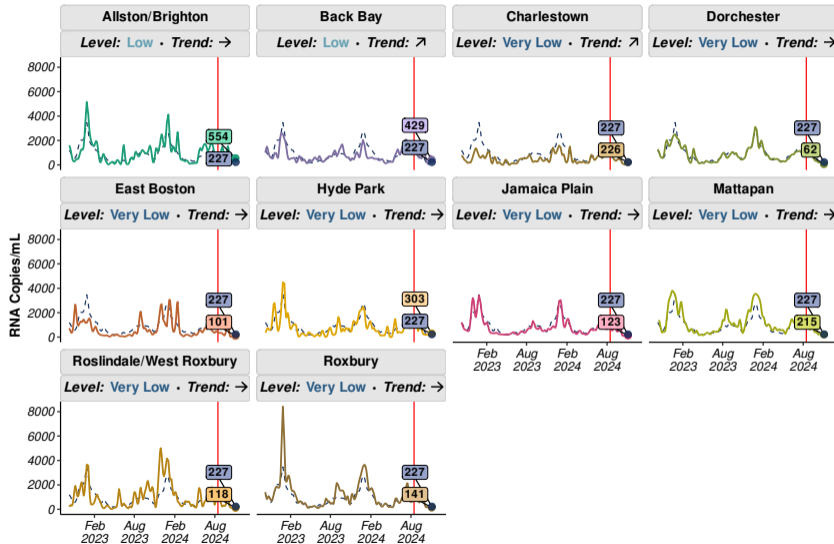 Allston/Brighton Back Bay Charlestown Dorchester
Level: Low · Trend: → Level: Low · Trend: ↗ Level: Very Low · Trend: ↗ Level: Very Low · Trend: →
8000
6000
4000
2000
0
554 227
429 227
227 226
227 62
East Boston Hyde Park Jamaica Plain Mattapan
Level: Very Low · Trend: → Level: Very Low · Trend: → Level: Very Low · Trend: → Level: Very Low · Trend: →
RNA Copies/mL
8000
6000
4000
2000
0
227 101
303 227
227 123
227 215
Feb 2023 Aug 2023 Feb 2024 Aug 2024 Feb 2023 Aug 2023 Feb 2024 Aug 2024
Roslindale/West Roxbury Roxbury
Level: Very Low · Trend: → Level: Very Low · Trend: →
8000
6000
4000
2000
0
227 118
227 141
Feb 2023 Aug 2023 Feb 2024 Aug 2024 Feb 2023 Aug 2023 Feb 2024 Aug 2024